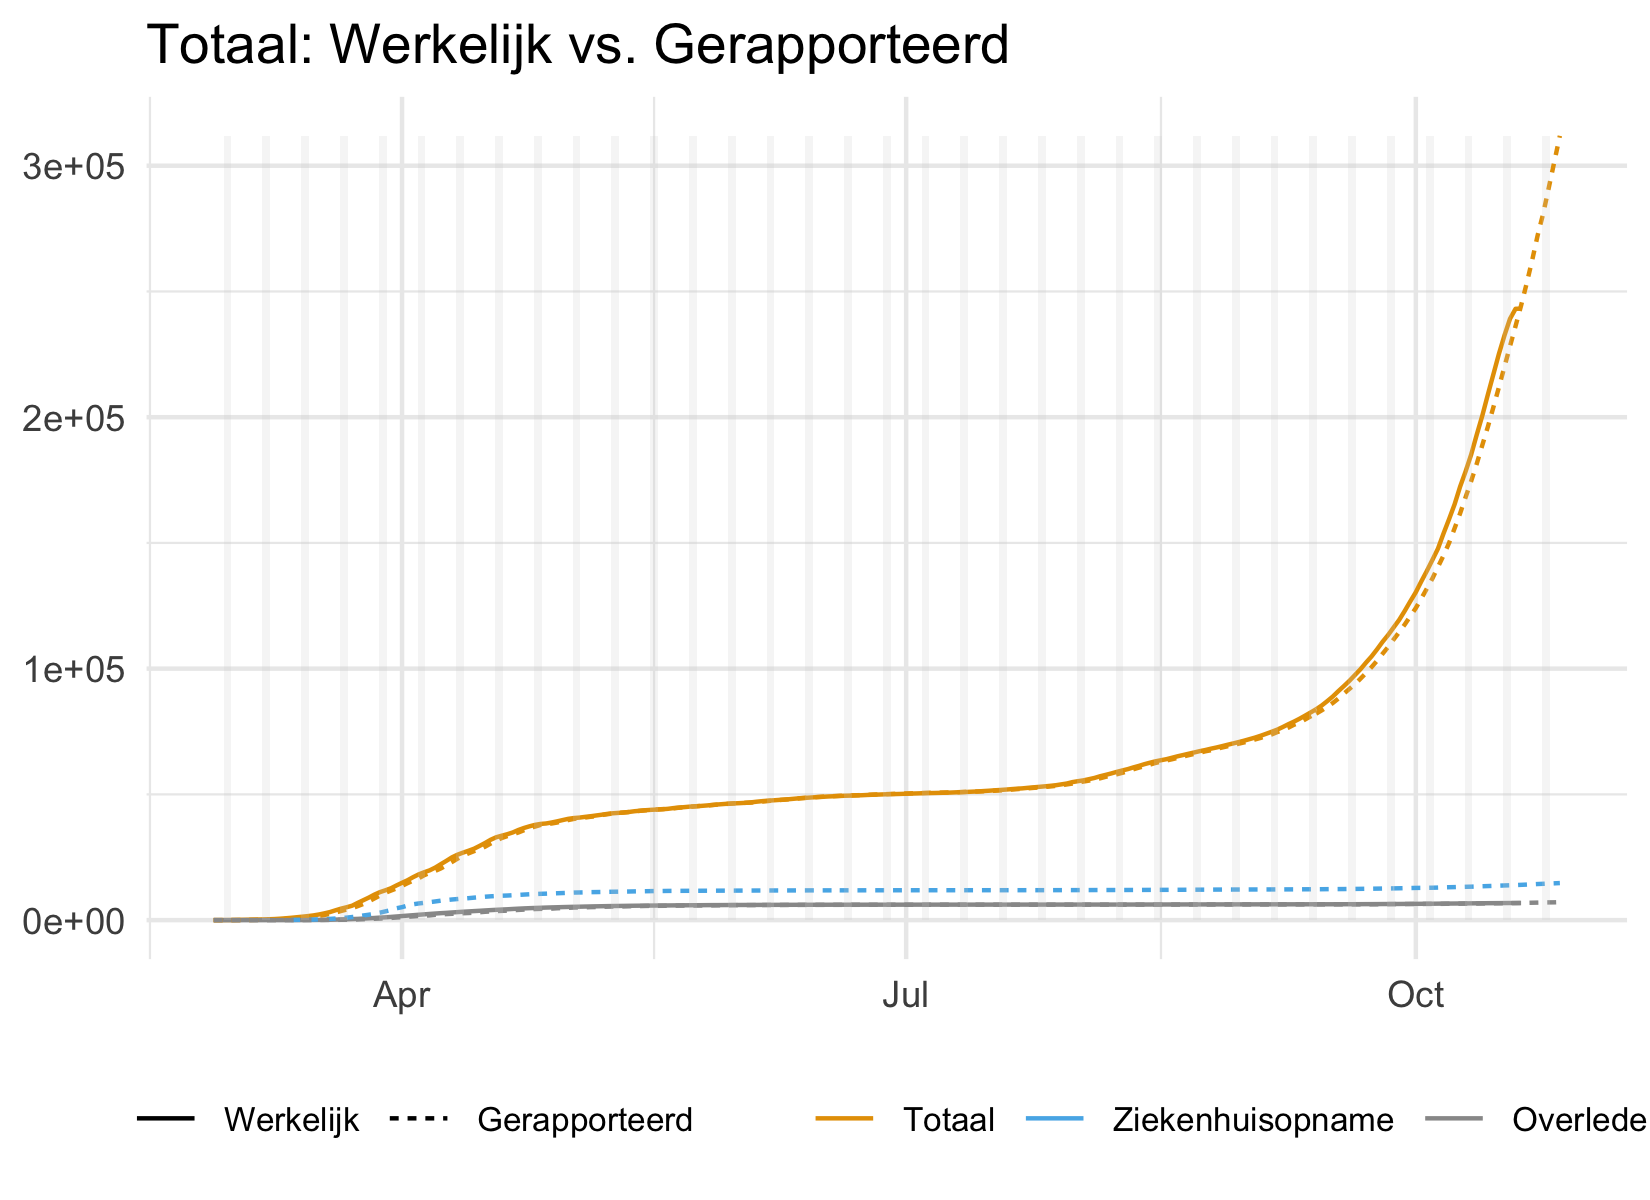 Totaal: Werkelijk vs. Gerapporteerd
3e+05
2e+05
1e+05
0e+00
Apr Jul Oct
Werkelijk Gerapporteerd Totaal Ziekenhuisopname Overlede